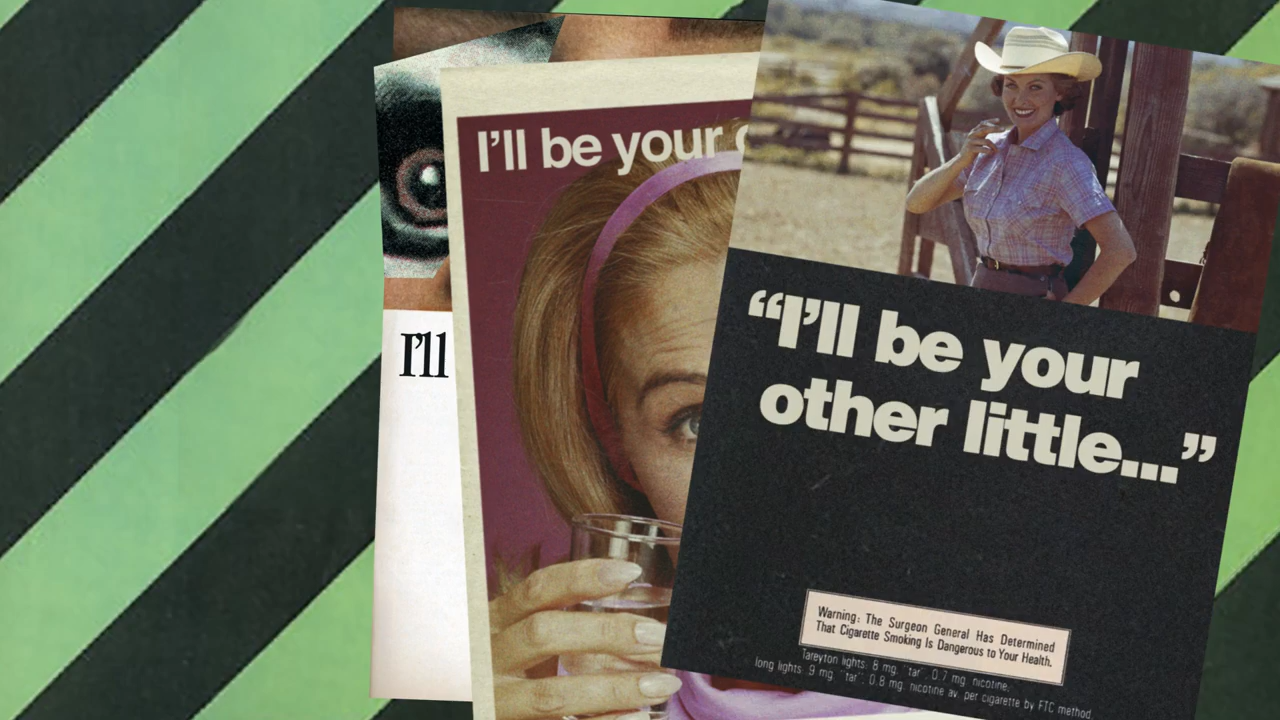 I'll
I'll be your
“I'll be your
other little...”
Warning: The Surgeon General Has Determined
That Cigarette Smoking Is Dangerous to Your Health.
Tareyton lights: 8 mg. "tar", 0.7 mg. nicotine;
long lights: 9 mg. "tar", 0.8 mg. nicotine av. per cigarette by FTC method.